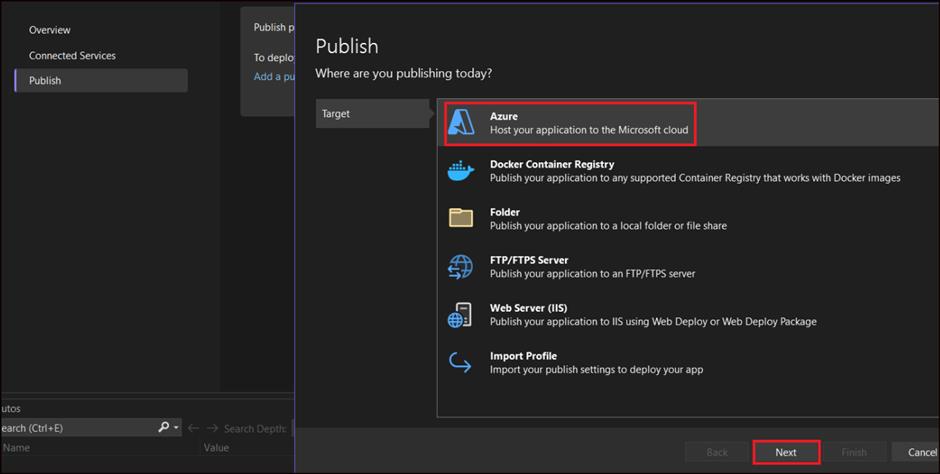 Overview
Connected Services
Publish
Publish p
To deplo
Add a pu
Publish
Where are you publishing today?
Target
Azure
Host your application to the Microsoft cloud
Docker Container Registry
Publish your application to any supported Container Registry that works with Docker images
Folder
Publish your application to a local folder or file share
FTP/FTPS Server
Publish your application to an FTP/FTPS server
Web Server (IIS)
Publish your application to IIS using Web Deploy or Web Deploy Package
Import Profile
Import your publish settings to deploy your app
utos
earch (Ctrl+E)
Search Depth:
Name
Value
Back
Next
Finish
Cancel